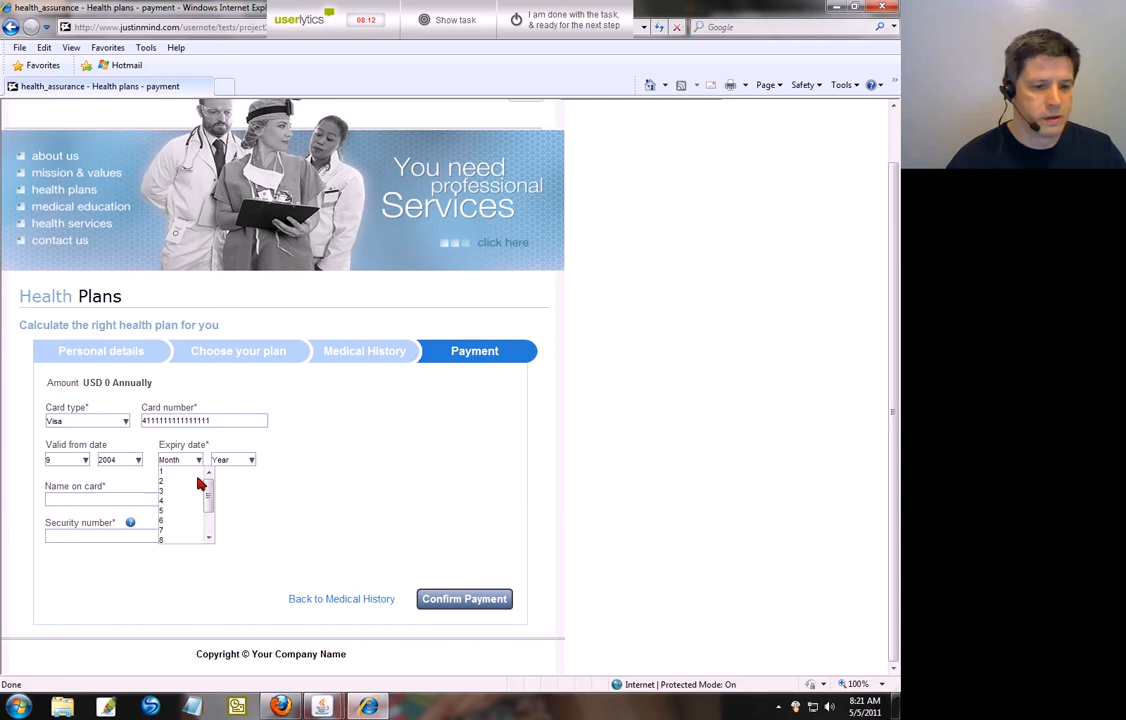 health_assurance - Health plans - payment - Windows Internet Expl
userlytics
08:12
Show task
I am done with the task,
& ready for the next step
http://www.justinmind.com/usernote/tests/project
Google
File Edit View Favorites Tools Help
Favorites
Hotmail
health_assurance - Health plans - payment
Page
Safety
Tools
about us
mission & values
health plans
medical education
health services
contact us
You need
professional
Services
click here
Health Plans
Calculate the right health plan for you
Personal details
Choose your plan
Medical History
Payment
Amount USD 0 Annually
Card type*
Card number*
Visa
4111111111111111
Valid from date
Expiry date*
9
2004
Month
Year
1
2
3
4
5
6
7
8
Name on card*
Security number*
Back to Medical History
Confirm Payment
Copyright © Your Company Name
Done
Internet | Protected Mode: On
100%
8:21 AM
5/5/2011